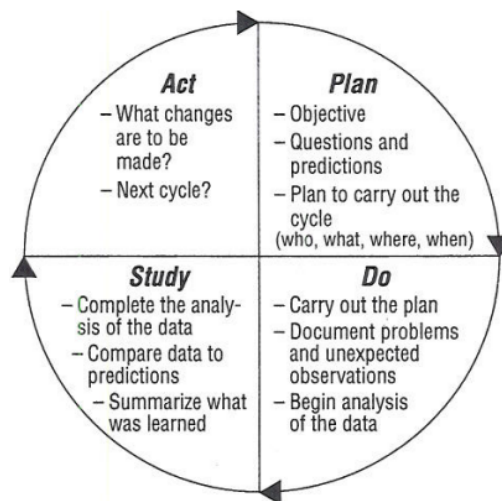 Act
– What changes
are to be
made?
– Next cycle?
Plan
– Objective
– Questions and
predictions
– Plan to carry out the
cycle
(who, what, where, when)
Study
– Complete the analy-
sis of the data
– Compare data to
predictions
– Summarize what
was learned
Do
– Carry out the plan
– Document problems
and unexpected
observations
– Begin analysis
of the data